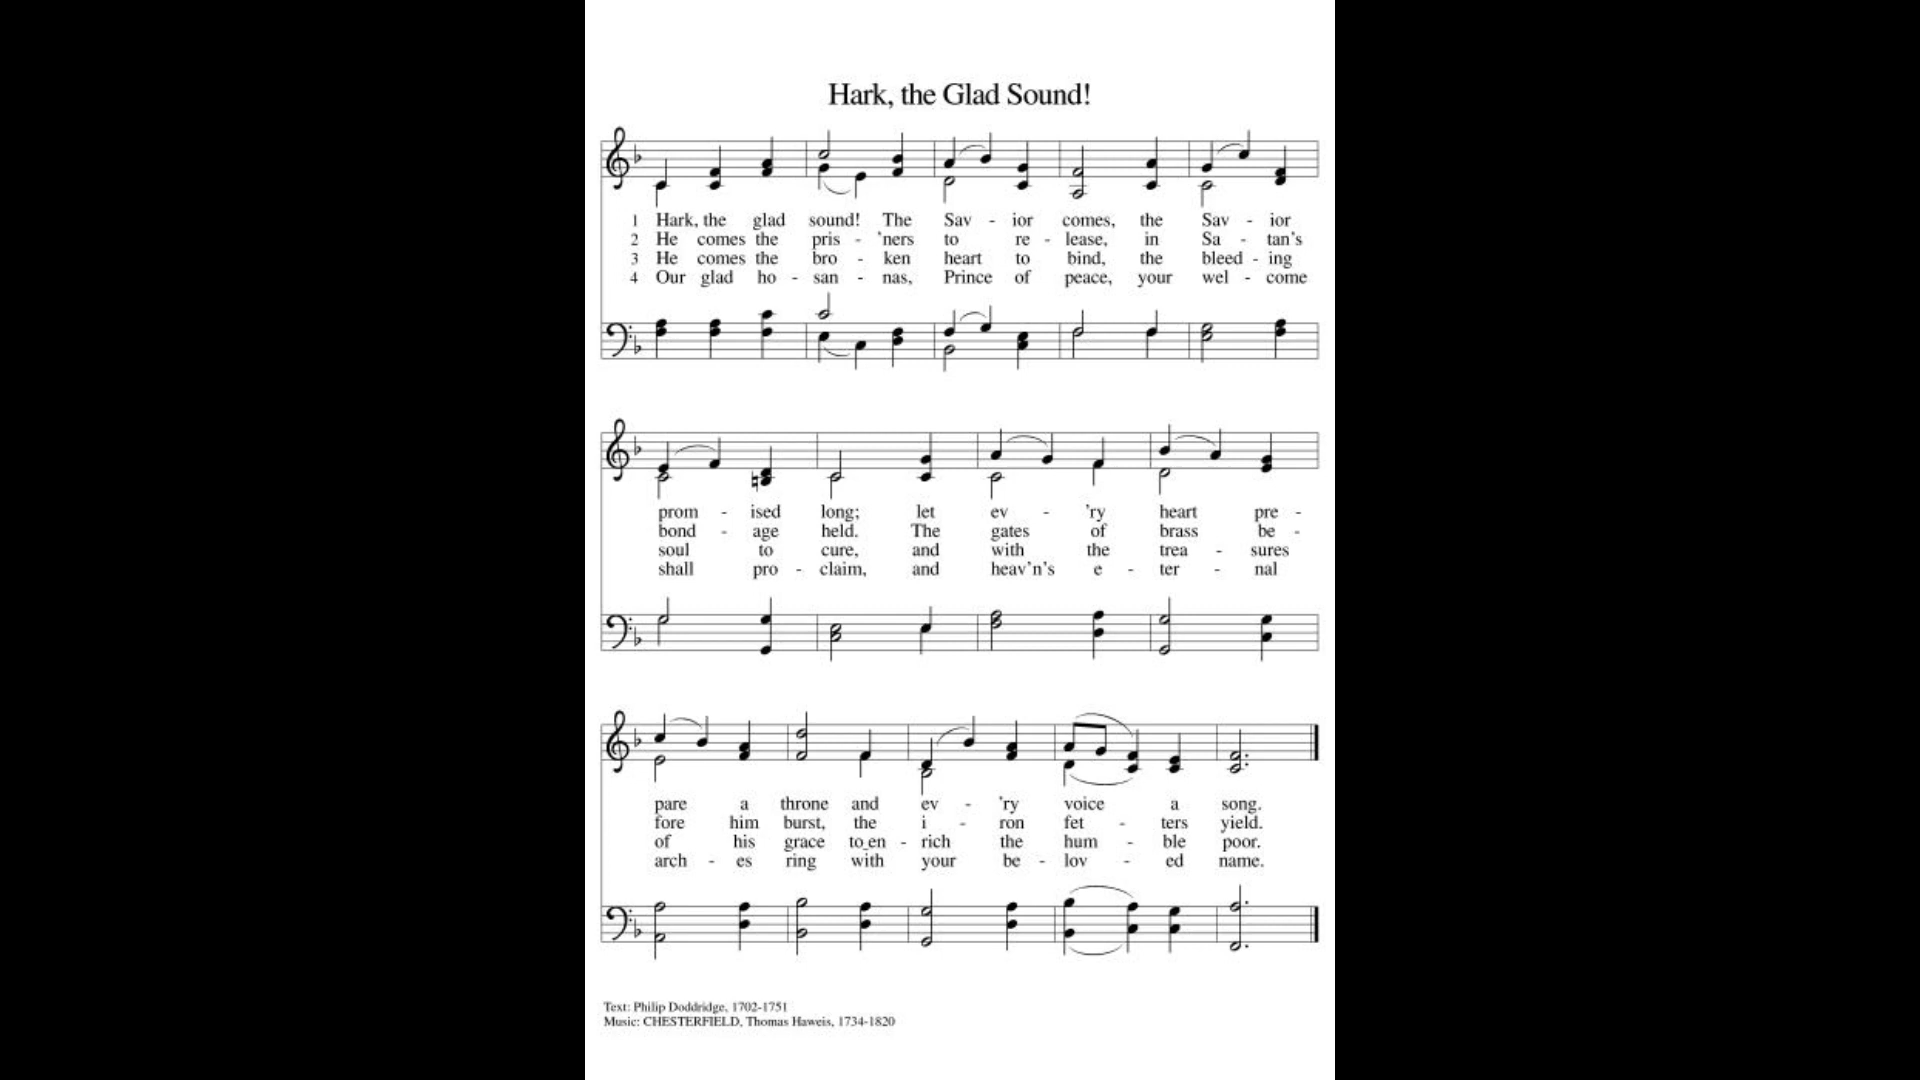 Hark, the Glad Sound!
1 Hark, the glad sound! The Sav - ior comes, the Sav - ior
2 He comes the pris - 'ners to re - lease, in Sa - tan's
3 He comes the bro - ken heart to bind, the bleed - ing
4 Our glad ho - san - nas, Prince of peace, your wel - come
prom - ised long; let ev - 'ry heart pre -
bond - age held. The gates of brass be -
soul to cure, and with the trea - sures
shall pro - claim, and heav'n's e - ter - nal
pare a throne and ev - 'ry voice a song.
fore him burst, the i - ron fet - ters yield.
of his grace to_en - rich the hum - ble poor.
arch - es ring with your be - lov - ed name.
Text: Philip Doddridge, 1702-1751
Music: CHESTERFIELD, Thomas Haweis, 1734-1820